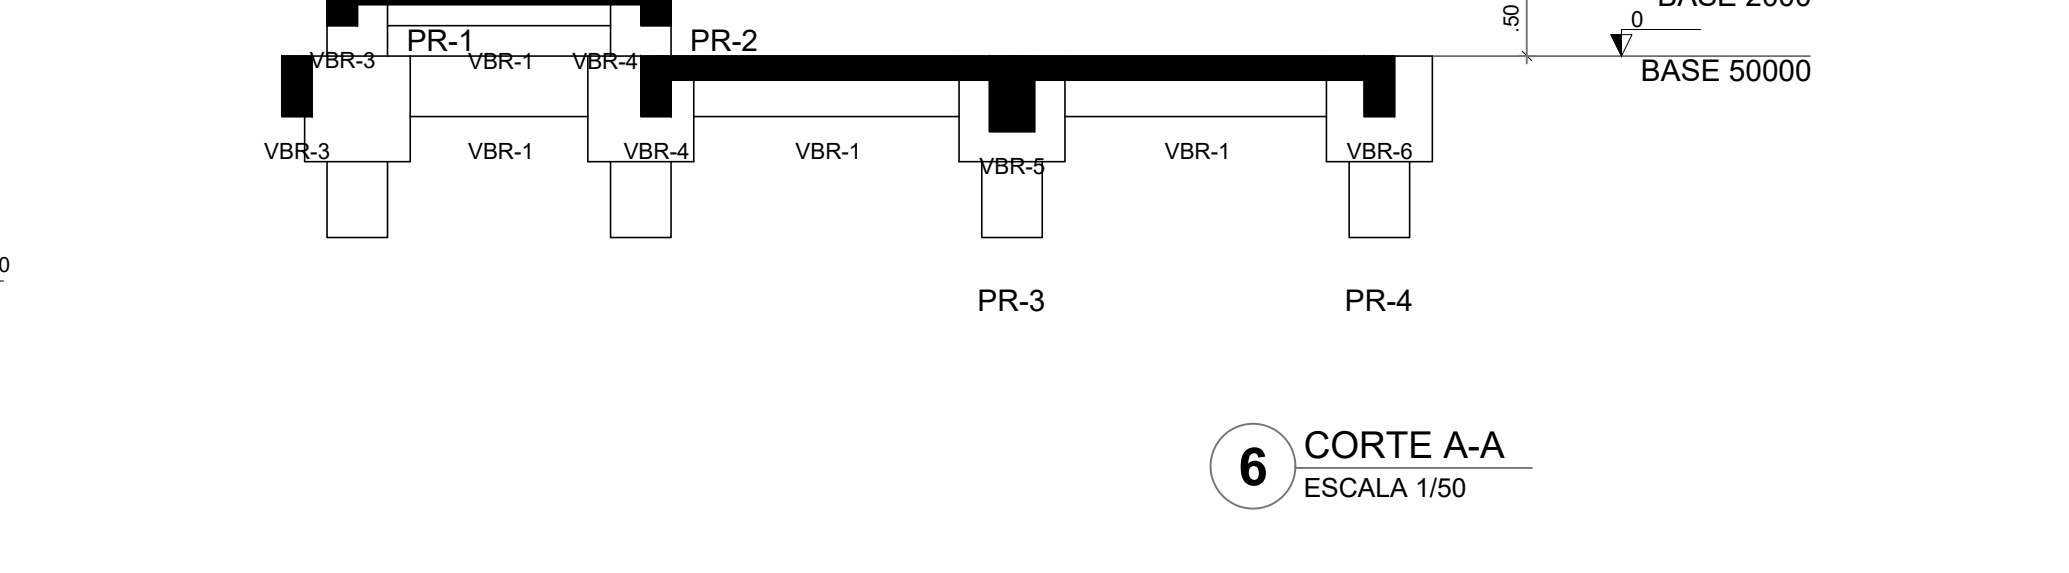 BASE 2000
.50
0
PR-1
PR-2
VBR-3
VBR-1
VBR-4
BASE 50000
VBR-3
VBR-1
VBR-4
VBR-1
VBR-5
VBR-1
VBR-6
0
PR-3
PR-4
6
CORTE A-A
ESCALA 1/50